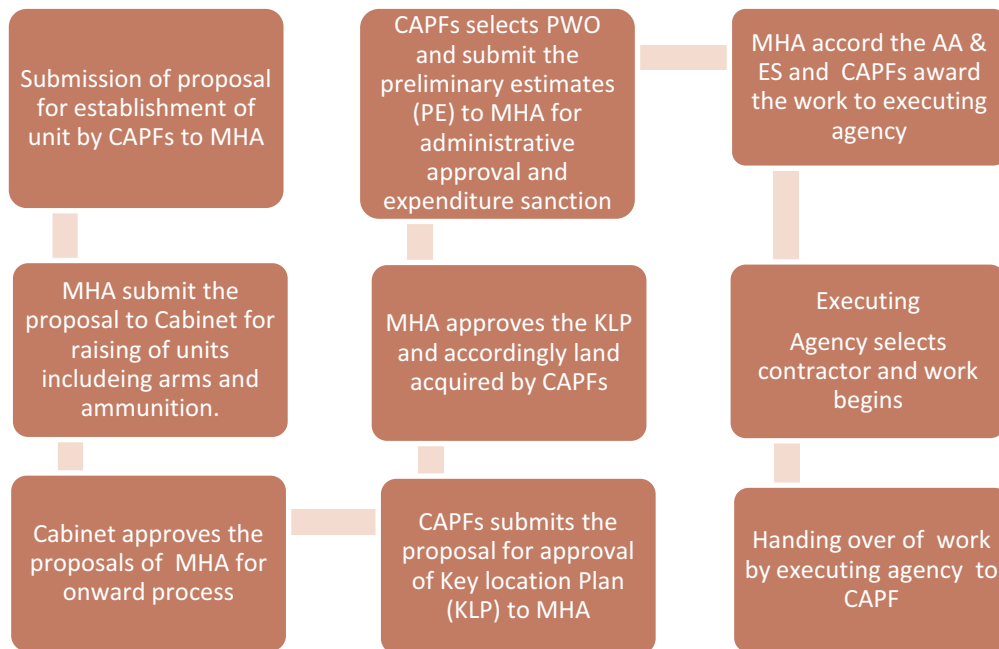 Submission of proposal
for establishment of
unit by CAPFs to MHA
MHA submit the
proposal to Cabinet for
raising of units
includeing arms and
ammunition.
Cabinet approves the
proposals of MHA for
onward process
CAPFs submits the
proposal for approval
of Key location Plan
(KLP) to MHA
MHA approves the KLP
and accordingly land
acquired by CAPFs
CAPFs selects PWO
and submit the
preliminary estimates
(PE) to MHA for
administrative
approval and
expenditure sanction
MHA accord the AA &
ES and CAPFs award
the work to executing
agency
Executing
Agency selects
contractor and work
begins
Handing over of work
by executing agency to
CAPF